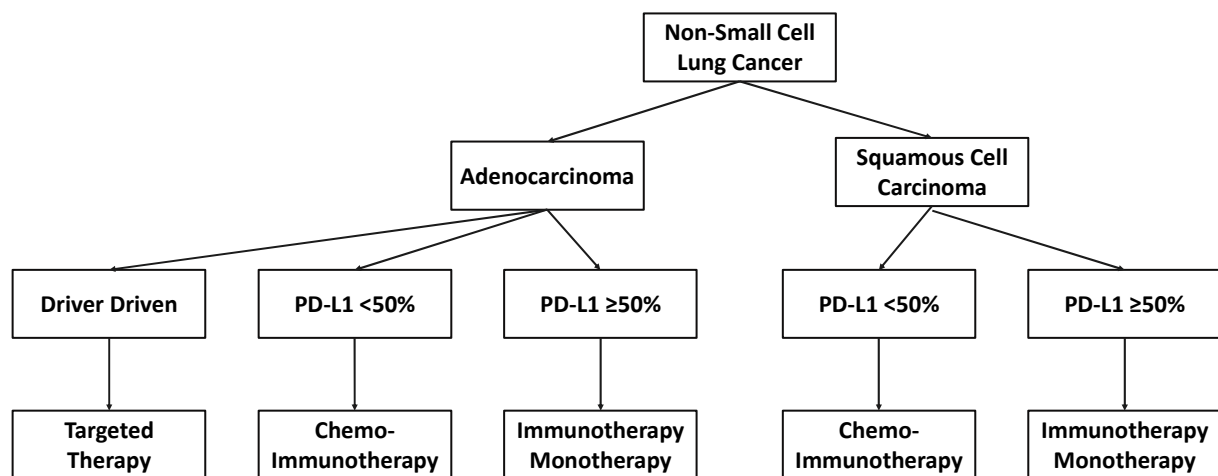 Non-Small Cell
Lung Cancer
Adenocarcinoma
Squamous Cell
Carcinoma
Driver Driven
PD-L1 <50%
PD-L1 ≥50%
PD-L1 <50%
PD-L1 ≥50%
Targeted
Therapy
Chemo-
Immunotherapy
Immunotherapy
Monotherapy
Chemo-
Immunotherapy
Immunotherapy
Monotherapy